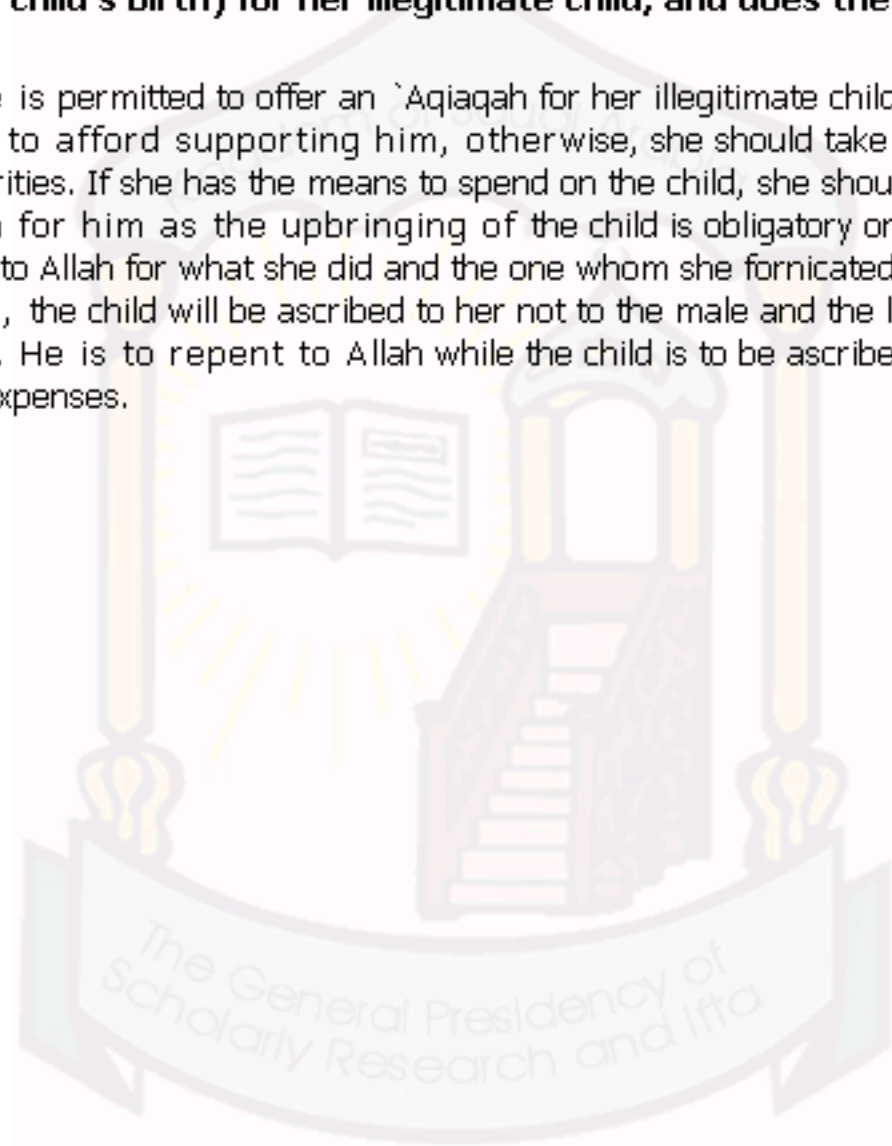 child's birth) for her illegitimate child, and does the
is permitted to offer an `Aqiaqah for her illegitimate child
to afford supporting him, otherwise, she should take
rities. If she has the means to spend on the child, she shou
for him as the upbringing of the child is obligatory or
to Allah for what she did and the one whom she fornicated
, the child will be ascribed to her not to the male and the l
. He is to repent to Allah while the child is to be ascribe
xpenses.
Kingdom of Saudi Arabia
The General Presidency of
Scholarly Research and Ifta